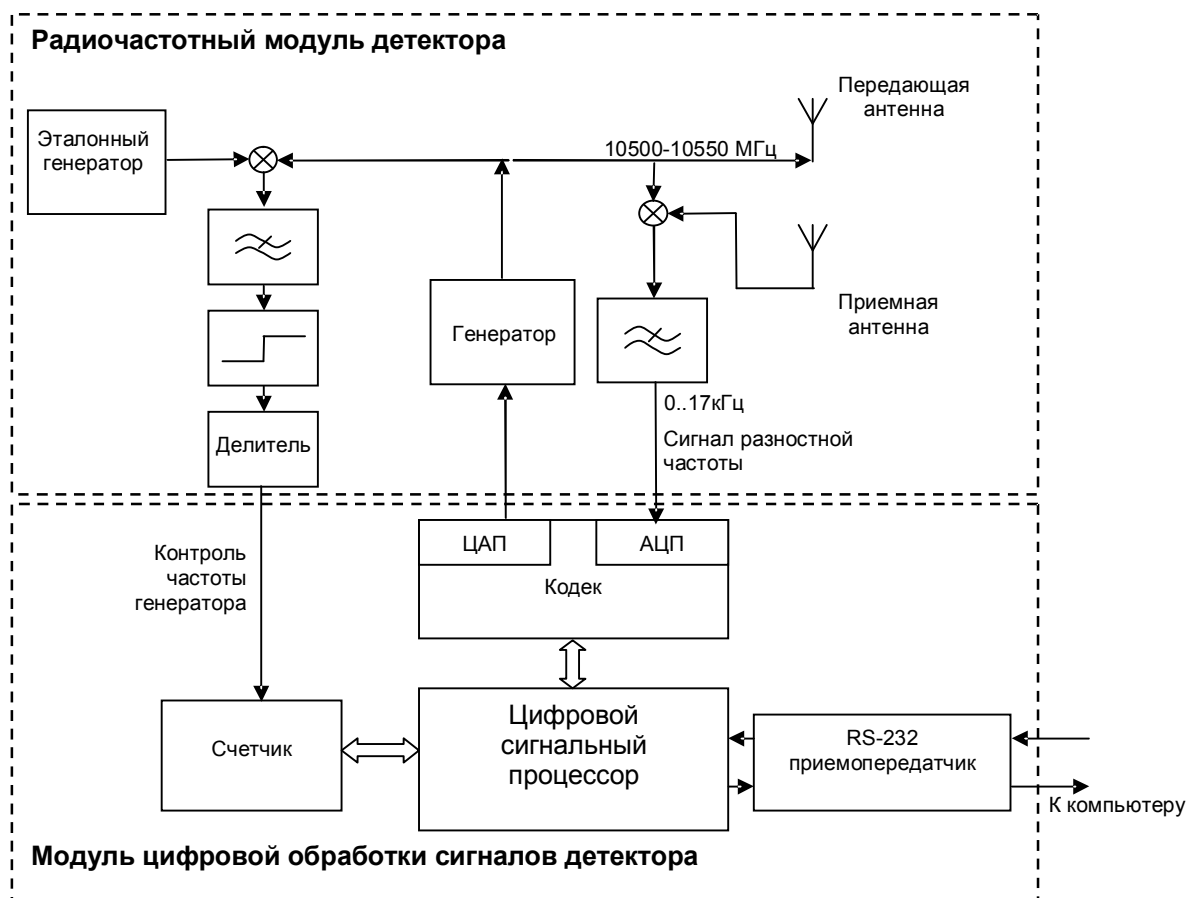 Радиочастотный модуль детектора
Передающая
антенна
Эталонный
генератор
10500-10550 МГц
Приемная
антенна
Генератор
0..17кГц
Делитель
Сигнал разностной
частоты
Контроль
частоты
генератора
ЦАП
АЦП
Кодек
Счетчик
Цифровой
сигнальный
процессор
RS-232
приемопередатчик
К компьютеру
Модуль цифровой обработки сигналов детектора